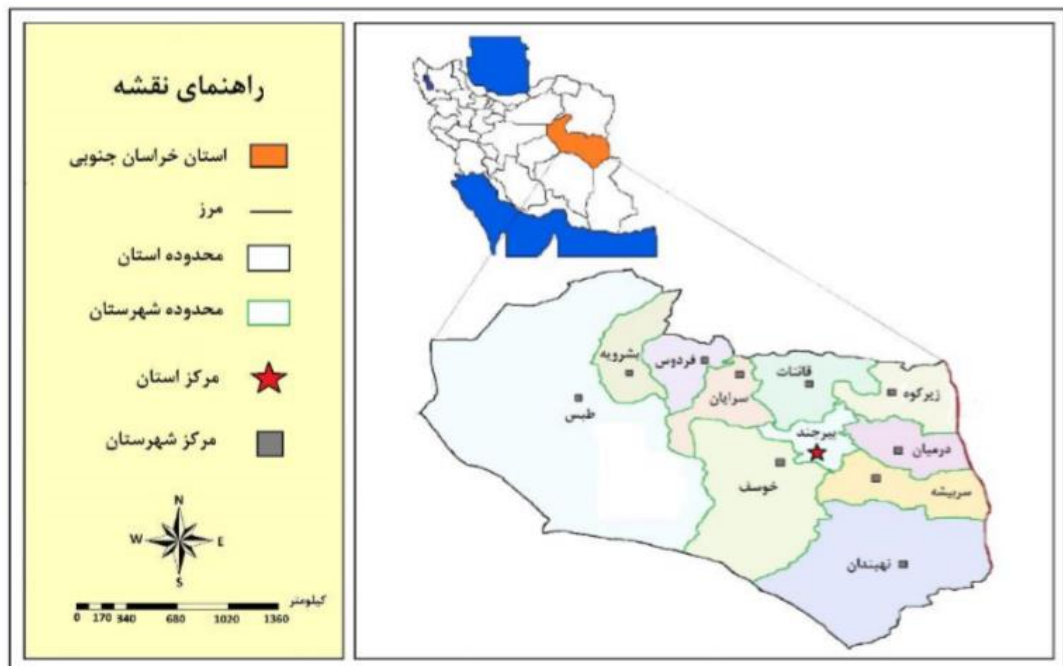 راهنمای نقشه
استان خراسان جنوبی
مرز
محدوده استان
محدوده شهرستان
مرکز استان
مرکز شهرستان
N
W E
S
کیلومتر
0 170 340 680 1020 1360
بشرویه
فردوس
سرایان
قائنات
زیرکوه
طبس
بیرجند
درمیان
خوسف
سربیشه
نهبندان